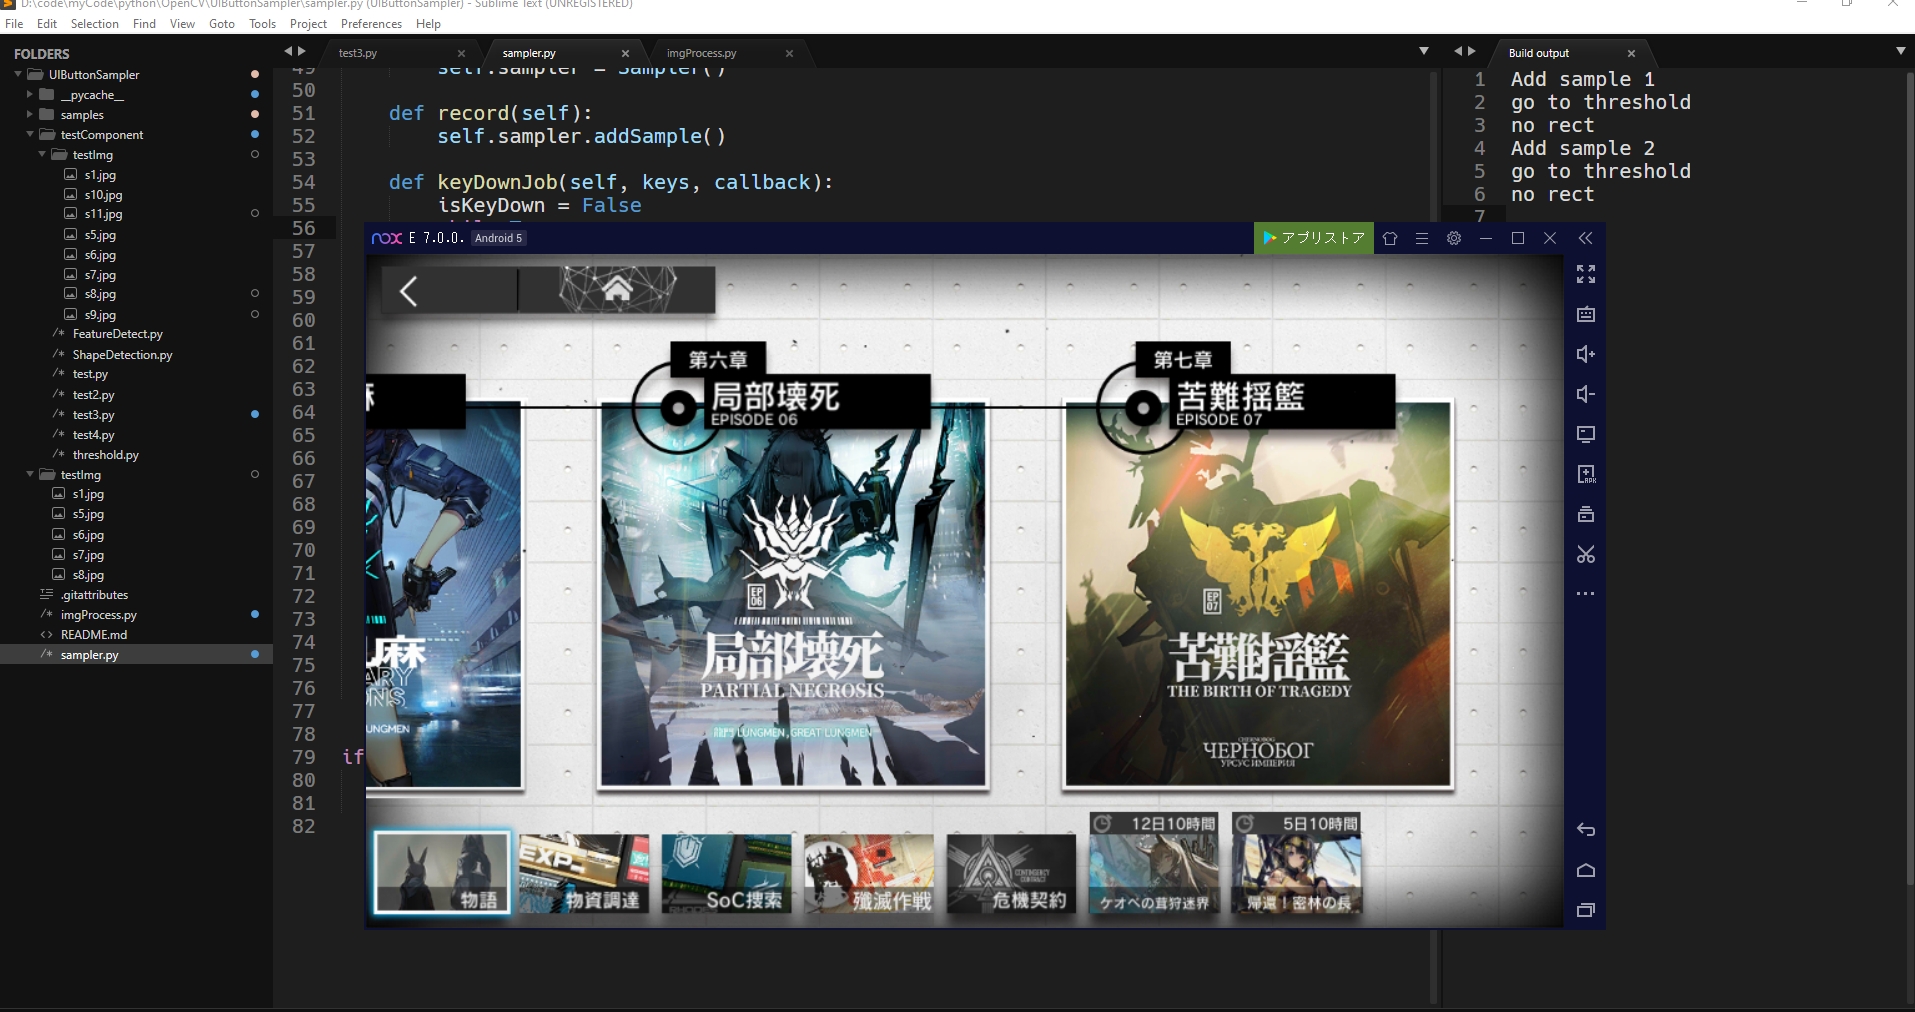 D:\code\myCode\python\OpenCV\UIButtonSampler\sampler.py (UIButtonSampler) - Sublime Text (UNREGISTERED)
File Edit Selection Find View Goto Tools Project Preferences Help
FOLDERS
UIButtonSampler
__pycache__
samples
testComponent
testImg
s1.jpg
s10.jpg
s11.jpg
s5.jpg
s6.jpg
s7.jpg
s8.jpg
s9.jpg
FeatureDetect.py
ShapeDetection.py
test.py
test2.py
test3.py
test4.py
threshold.py
testImg
s1.jpg
s5.jpg
s6.jpg
s7.jpg
s8.jpg
.gitattributes
imgProcess.py
README.md
sampler.py
test3.py sampler.py imgProcess.py
49 self.sampler = Sampler()
50
51 def record(self):
52 self.sampler.addSample()
53
54 def keyDownJob(self, keys, callback):
55 isKeyDown = False
56
57
58
59
60
61
62
63
64
65
66
67
68
69
70
71
72
73
74
75
76
77
78
79 if
80
81
82
Build output
1 Add sample 1
2 go to threshold
3 no rect
4 Add sample 2
5 go to threshold
6 no rect
7
nox E 7.0.0. Android 5 アプリストア
APK
第六章
局部壊死
EPISODE 06
第七章
苦難揺籃
EPISODE 07
麻
ARY
ONS
LUNGMEN
EP
06
局部壊死
PARTIAL NECROSIS
LUNGMEN, GREAT LUNGMEN
EP
07
苦難揺籃
THE BIRTH OF TRAGEDY
ЧЕРНОБОГ
УРСУС ИМПЕРИЯ
物語
EXP
物資調達
SoC捜索
殲滅作戦
CONTINGENCY
CONTRACT
危機契約
12日10時間
ケオベの茸狩迷界
5日10時間
帰還！密林の長